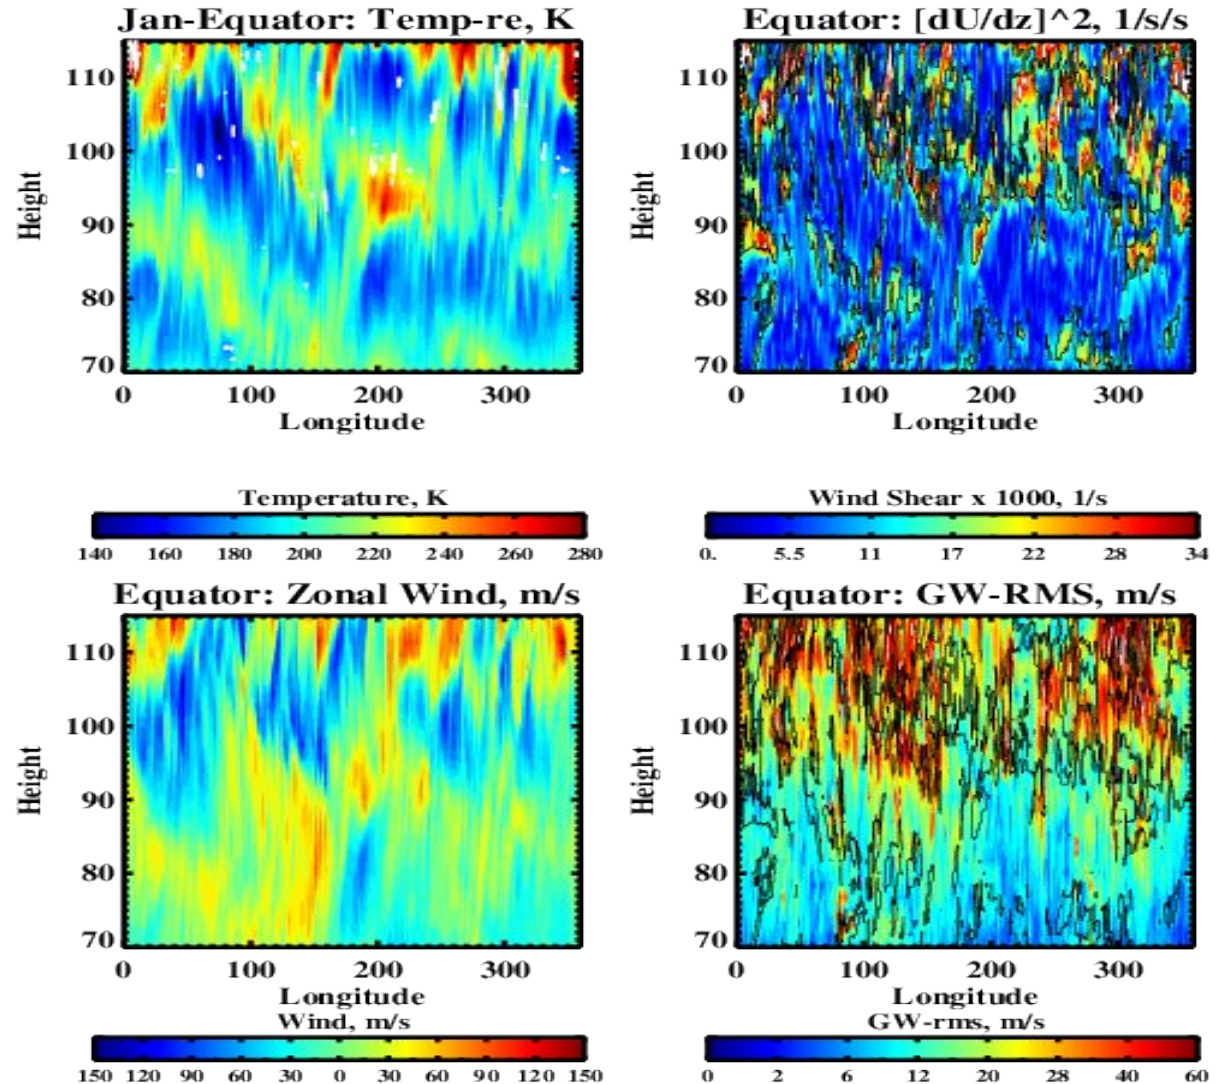 Jan-Equator: Temp-re, K
110
100
90
80
70
Height
0 100 200 300
Longitude
Temperature, K
140 160 180 200 220 240 260 280
Equator: [dU/dz]^2, 1/s/s
110
100
90
80
70
Height
0 100 200 300
Longitude
Wind Shear x 1000, 1/s
0. 5.5 11 17 22 28 34
Equator: Zonal Wind, m/s
110
100
90
80
70
Height
0 100 200 300
Longitude
Wind, m/s
150 120 90 60 30 0 30 60 90 120 150
Equator: GW-RMS, m/s
110
100
90
80
70
Height
0 100 200 300
Longitude
GW-rms, m/s
0 2 6 12 20 28 40 60